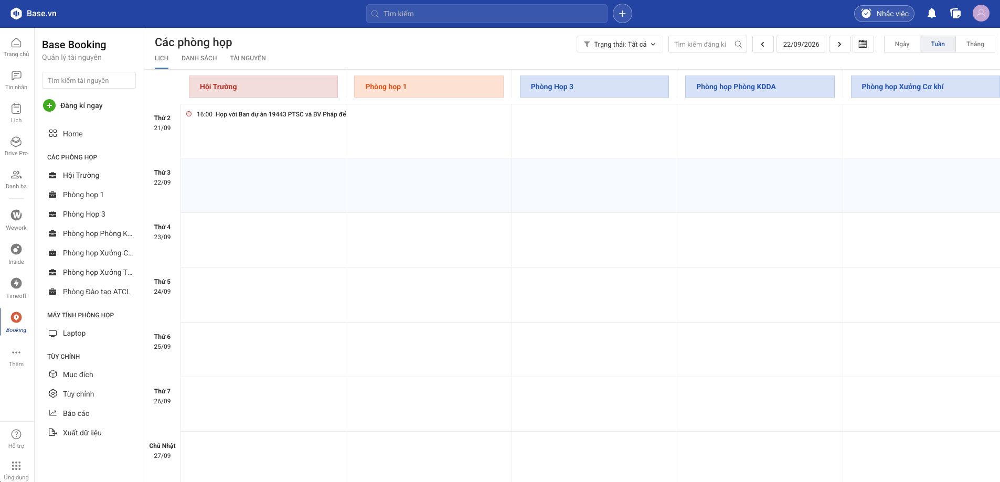 Base.vn
Tìm kiếm
Nhắc việc
Trang chủ
Tin nhắn
Lịch
Drive Pro
Danh bạ
Wework
Inside
Timeoff
Booking
Thêm
Hỗ trợ
Ứng dụng
Base Booking
Quản lý tài nguyên
Tìm kiếm tài nguyên
Đăng kí ngay
Home
CÁC PHÒNG HỌP
Hội Trường
Phòng họp 1
Phòng Họp 3
Phòng họp Phòng K...
Phòng họp Xưởng C...
Phòng họp Xưởng T...
Phòng Đào tạo ATCL
MÁY TÍNH PHÒNG HỌP
Laptop
TÙY CHỈNH
Mục đích
Tùy chỉnh
Báo cáo
Xuất dữ liệu
Các phòng họp
LỊCH DANH SÁCH TÀI NGUYÊN
Trạng thái: Tất cả
Tìm kiếm đăng kí
22/09/2026
Ngày Tuần Tháng
Hội Trường Phòng họp 1 Phòng Họp 3 Phòng họp Phòng KDDA Phòng họp Xưởng Cơ khí
Thứ 2
21/09
16:00 Họp với Ban dự án 19443 PTSC và BV Pháp để
Thứ 3
22/09
Thứ 4
23/09
Thứ 5
24/09
Thứ 6
25/09
Thứ 7
26/09
Chủ Nhật
27/09